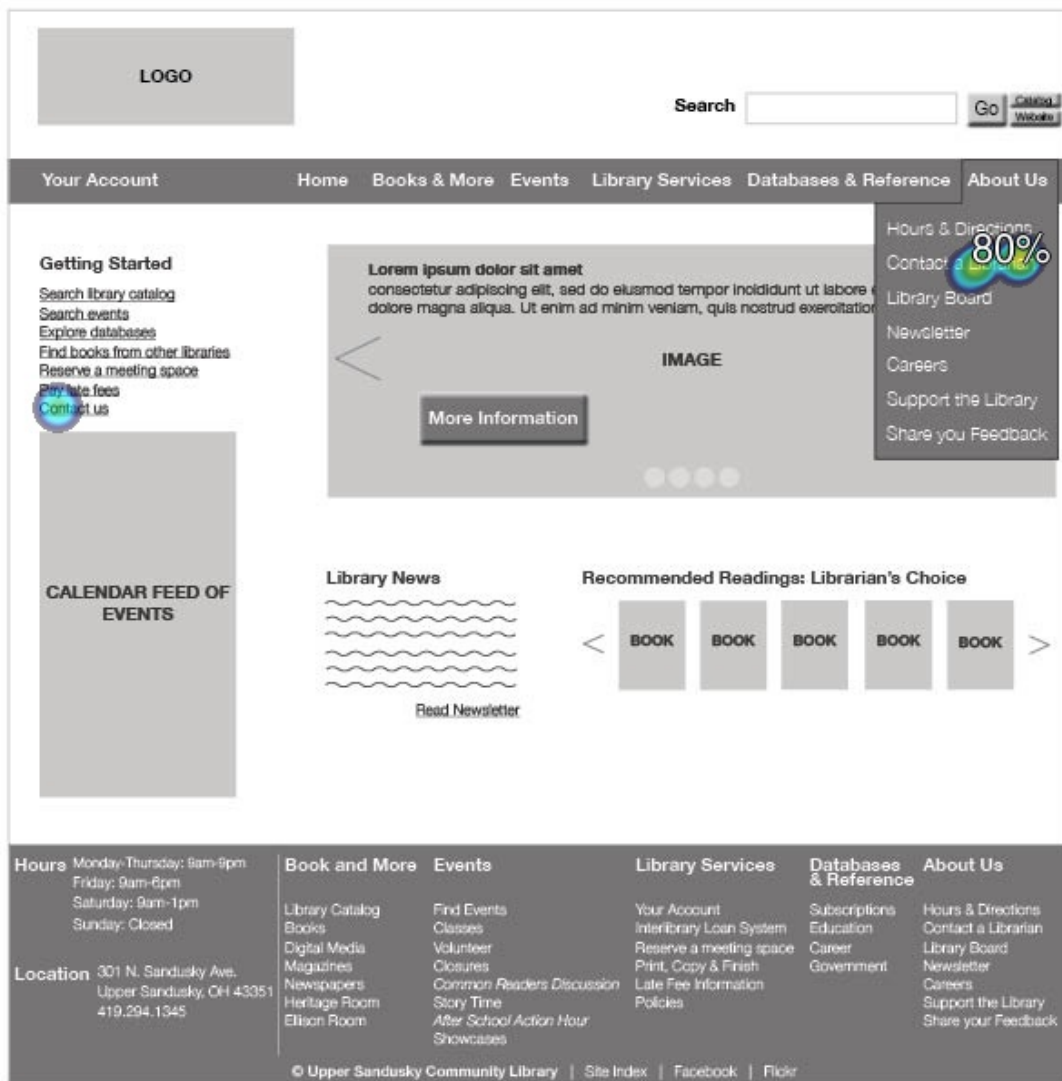 LOGO
Search
Go
Catalog
Website
Your Account
Home
Books & More
Events
Library Services
Databases & Reference
About Us
Hours & Directions
80%
Contact a Librarian
Library Board
Newsletter
Careers
Support the Library
Share you Feedback
Getting Started
Search library catalog
Search events
Explore databases
Find books from other libraries
Reserve a meeting space
Pay late fees
Contact us
Lorem ipsum dolor sit amet
consectetur adipiscing elit, sed do eiusmod tempor incididunt ut labore
dolore magna aliqua. Ut enim ad minim veniam, quis nostrud exercitation
IMAGE
More Information
CALENDAR FEED OF
EVENTS
Library News
Read Newsletter
Recommended Readings: Librarian's Choice
BOOK
BOOK
BOOK
BOOK
BOOK
Hours
Monday-Thursday: 9am-9pm
Friday: 9am-6pm
Saturday: 9am-1pm
Sunday: Closed
Location
301 N. Sandusky Ave.
Upper Sandusky, OH 43351
419.294.1345
Book and More
Library Catalog
Books
Digital Media
Magazines
Newspapers
Heritage Room
Ellison Room
Events
Find Events
Classes
Volunteer
Closures
Common Readers Discussion
Story Time
After School Action Hour
Showcases
Library Services
Your Account
Interlibrary Loan System
Reserve a meeting space
Print, Copy & Finish
Late Fee Information
Policies
Databases
& Reference
Subscriptions
Education
Career
Government
About Us
Hours & Directions
Contact a Librarian
Library Board
Newsletter
Careers
Support the Library
Share your Feedback
© Upper Sandusky Community Library | Site Index | Facebook | Flickr